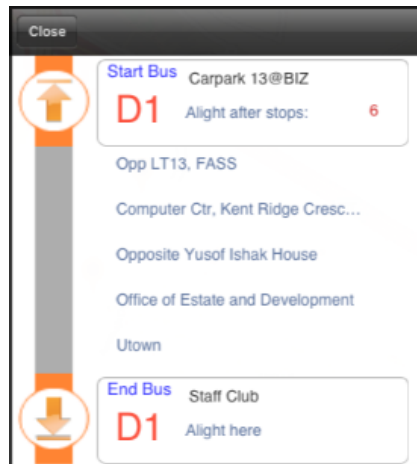 Close
Start Bus Carpark 13@BIZ
D1 Alight after stops: 6
Opp LT13, FASS
Computer Ctr, Kent Ridge Cresc...
Opposite Yusof Ishak House
Office of Estate and Development
Utown
End Bus Staff Club
D1 Alight here